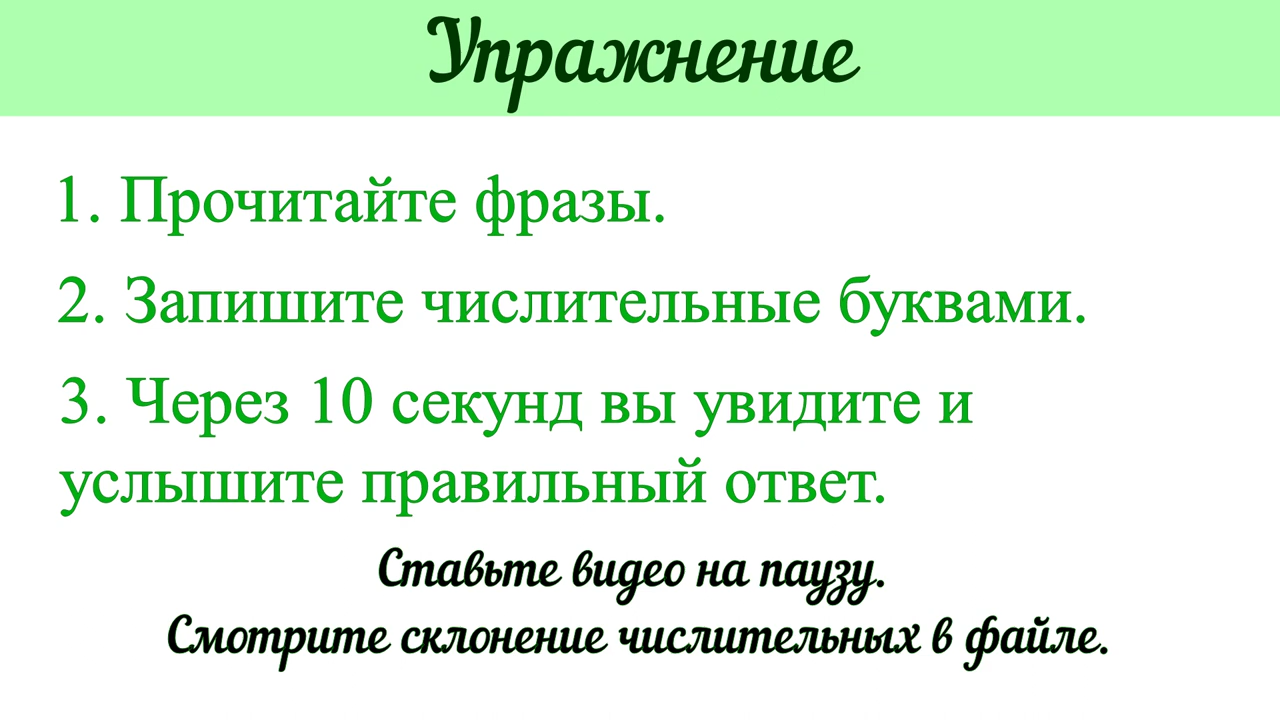 Упражнение
1. Прочитайте фразы.
2. Запишите числительные буквами.
3. Через 10 секунд вы увидите и
услышите правильный ответ.
Ставьте видео на паузу.
Смотрите склонение числительных в файле.